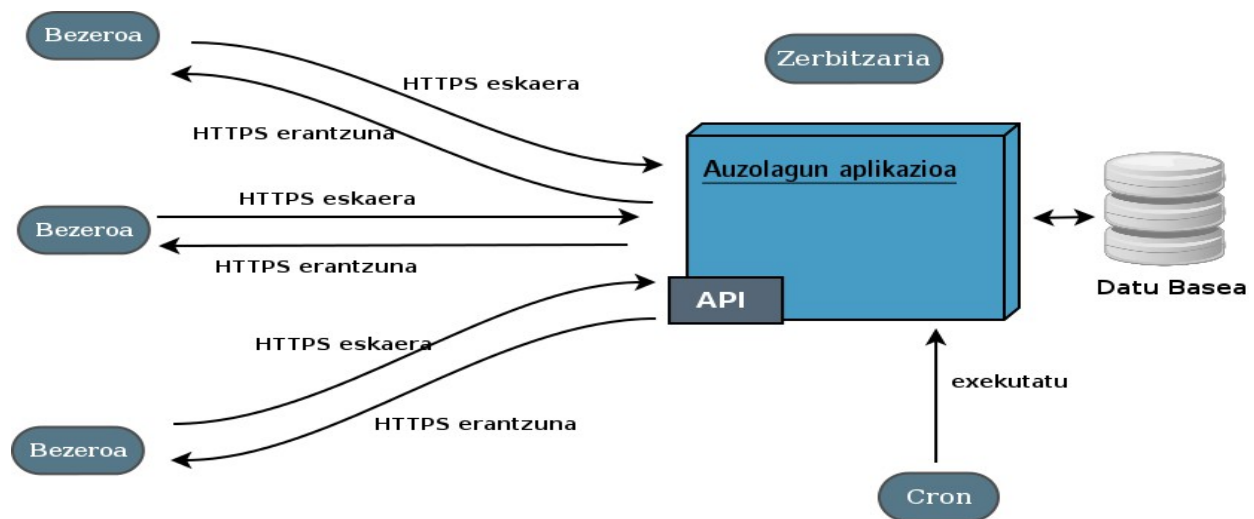 Bezeroa
Zerbitzaria
HTTPS eskaera
HTTPS erantzuna
Auzolagun aplikazioa
HTTPS eskaera
Bezeroa
HTTPS erantzuna
Datu Basea
API
HTTPS eskaera
exekutatu
HTTPS erantzuna
Bezeroa
Cron